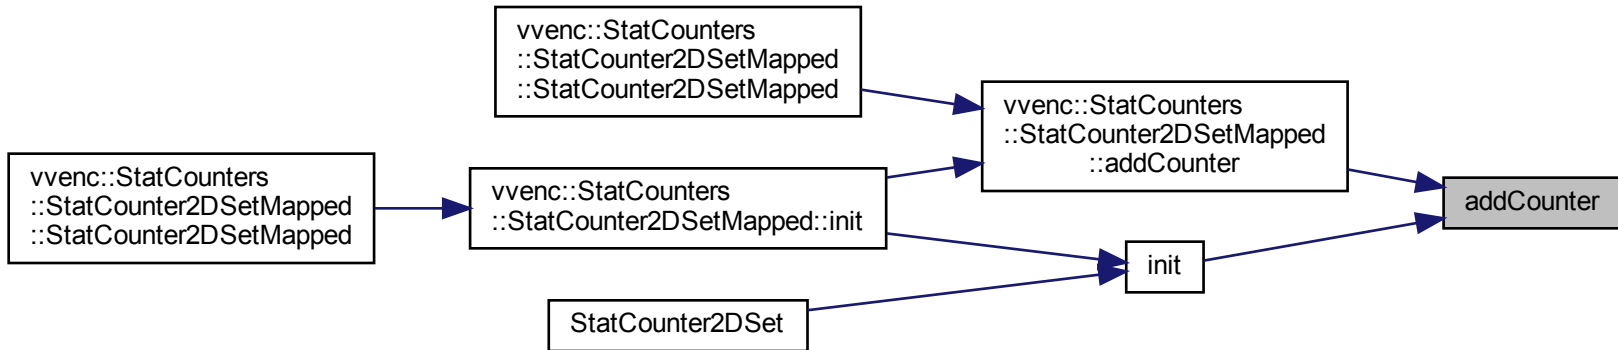 vvenc::StatCounters
::StatCounter2DSetMapped
::StatCounter2DSetMapped
vvenc::StatCounters
::StatCounter2DSetMapped
::addCounter
vvenc::StatCounters
::StatCounter2DSetMapped
::StatCounter2DSetMapped
vvenc::StatCounters
::StatCounter2DSetMapped::init
addCounter
init
StatCounter2DSet